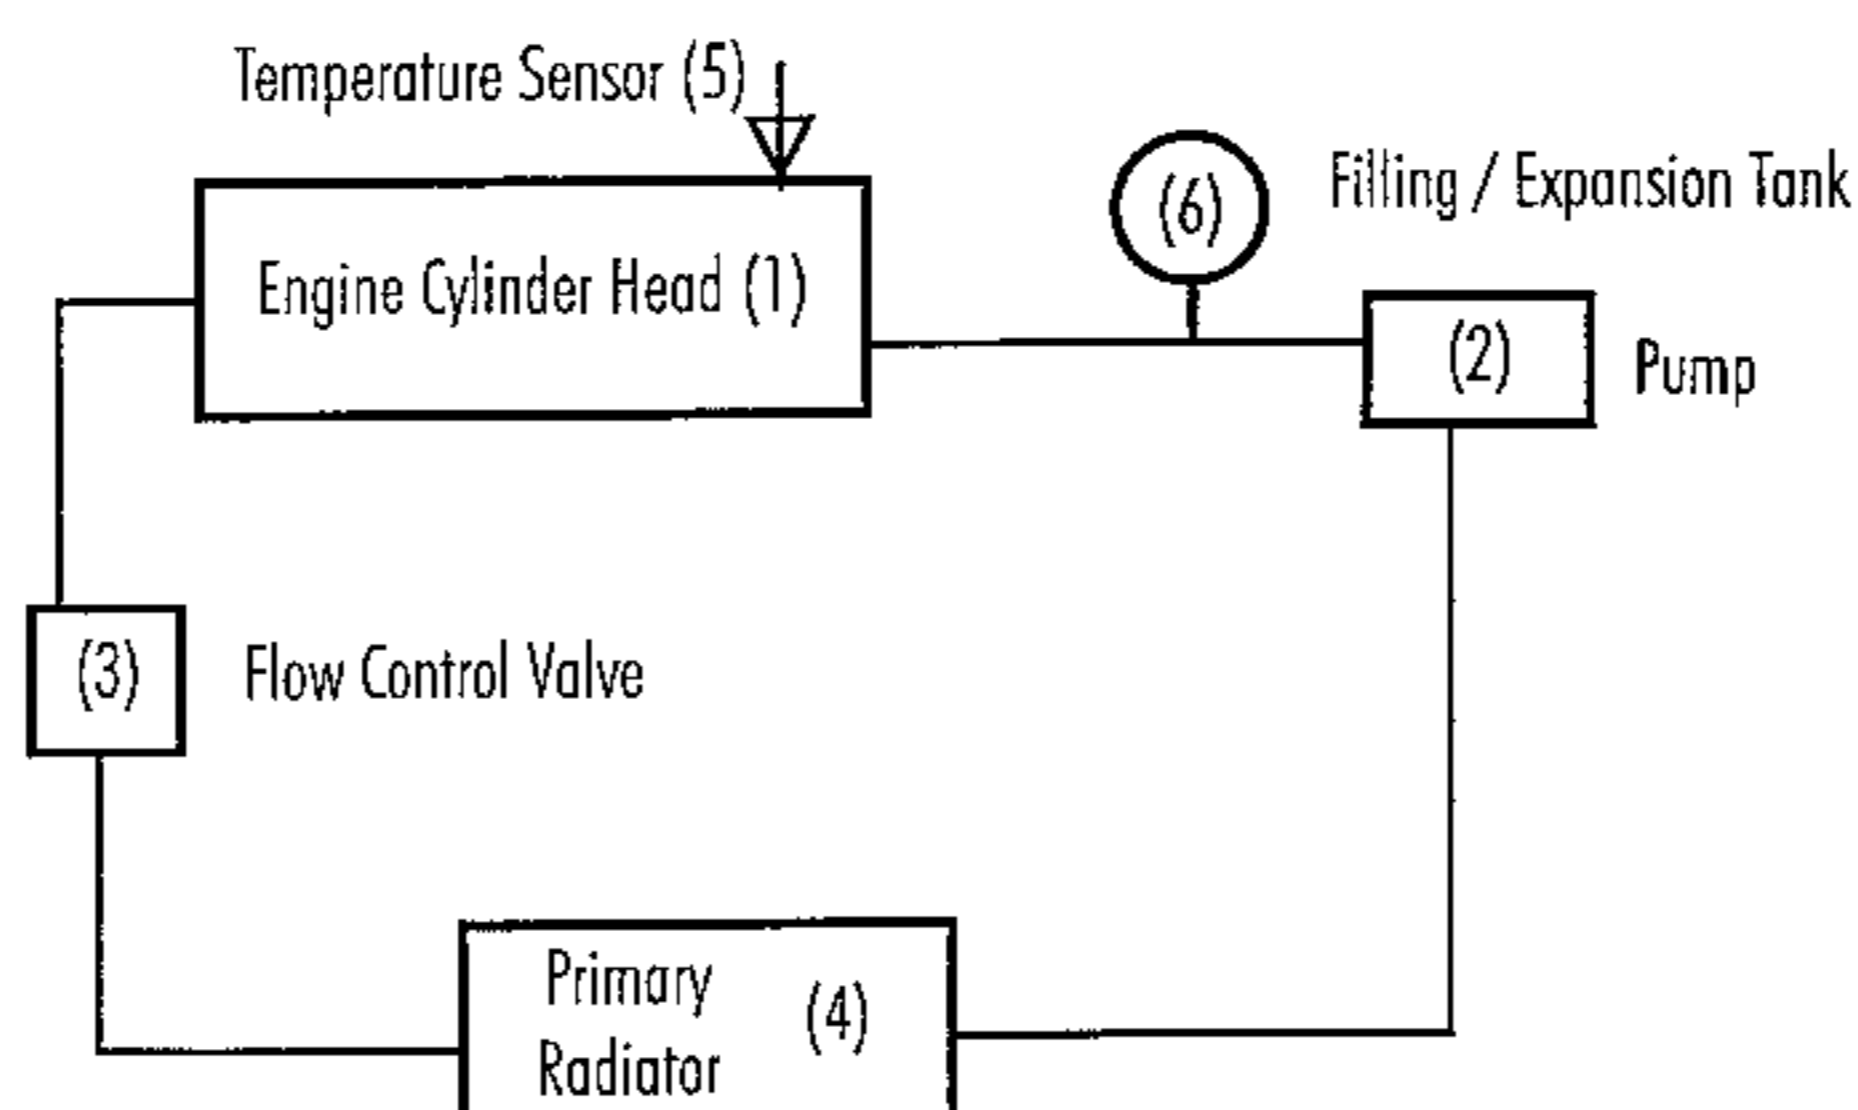 Temperature Sensor (5)
(6)
Filling / Expansion Tank
Engine Cylinder Head (1)
(2)
Pump
(3)
Flow Control Valve
Primary
(4)
Radiator